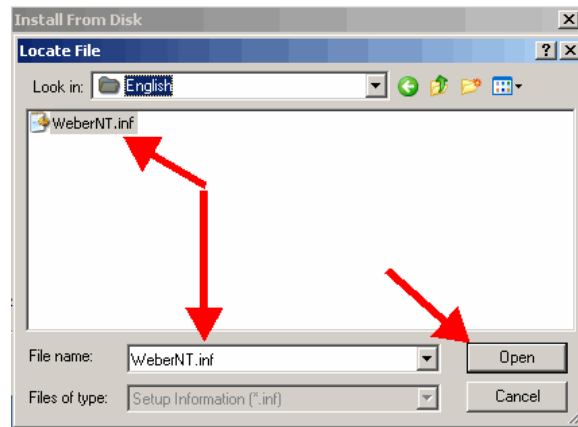 Install From Disk
Locate File
Look in: English
WeberNT.inf
File name: WeberNT.inf Open
Files of type: Setup Information (*.inf) Cancel